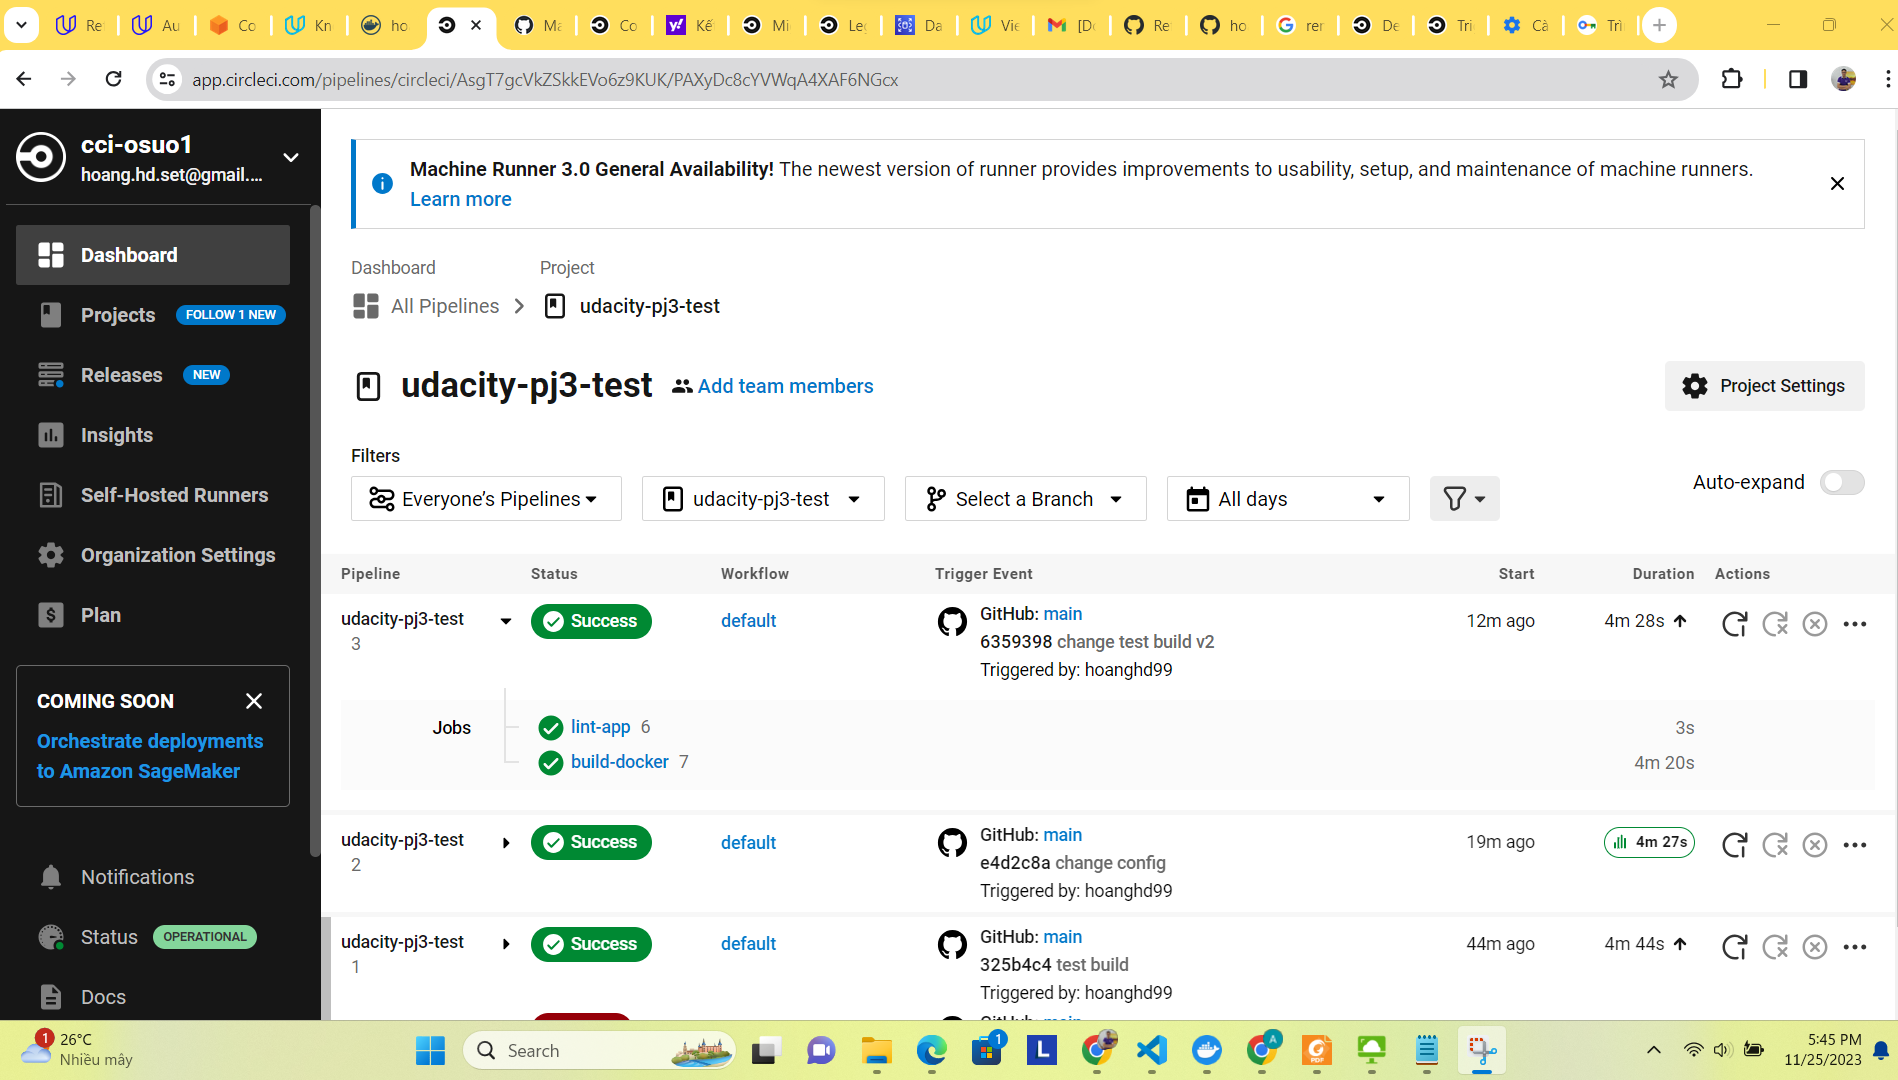 Re
Au
Co
Kn
ho
Ma
Co
Kế
Mi
Le
Da
Vie
[D
Re
ho
rer
De
Tri
Cà
Trì
app.circleci.com/pipelines/circleci/AsgT7gcVkZSkkEVo6z9KUK/PAXyDc8cYVWqA4XAF6NGcx
cci-osuo1
hoang.hd.set@gmail....
Dashboard
Projects FOLLOW 1 NEW
Releases NEW
Insights
Self-Hosted Runners
Organization Settings
Plan
COMING SOON
Orchestrate deployments
to Amazon SageMaker
Notifications
Status OPERATIONAL
Docs
Machine Runner 3.0 General Availability! The newest version of runner provides improvements to usability, setup, and maintenance of machine runners.
Learn more
Dashboard Project
All Pipelines udacity-pj3-test
udacity-pj3-test Add team members Project Settings
Filters
Everyone's Pipelines udacity-pj3-test Select a Branch All days Auto-expand
Pipeline Status Workflow Trigger Event Start Duration Actions
udacity-pj3-test Success default GitHub: main 12m ago 4m 28s
3 6359398 change test build v2
Triggered by: hoanghd99
Jobs lint-app 6 3s
build-docker 7 4m 20s
udacity-pj3-test Success default GitHub: main 19m ago 4m 27s
2 e4d2c8a change config
Triggered by: hoanghd99
udacity-pj3-test Success default GitHub: main 44m ago 4m 44s
1 325b4c4 test build
Triggered by: hoanghd99
1 26°C
Nhiều mây
Search
1
L
A
PDF
5:45 PM
11/25/2023